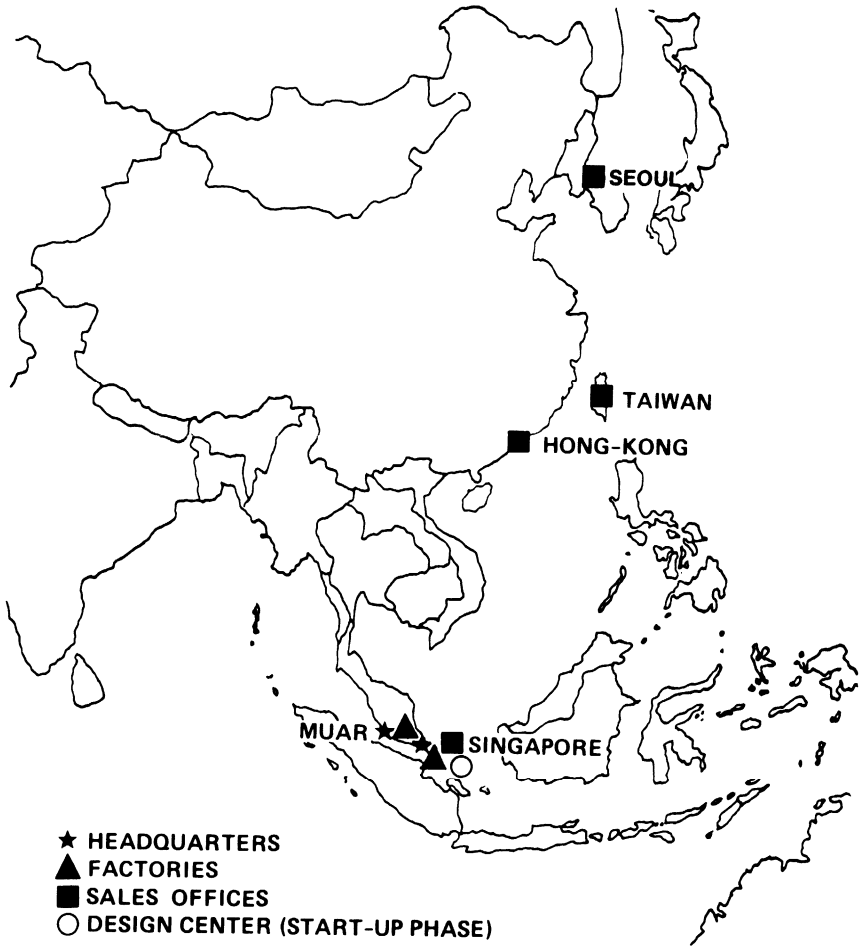 SEOUL
TAIWAN
HONG-KONG
MUAR
SINGAPORE
HEADQUARTERS
FACTORIES
SALES OFFICES
DESIGN CENTER (START-UP PHASE)